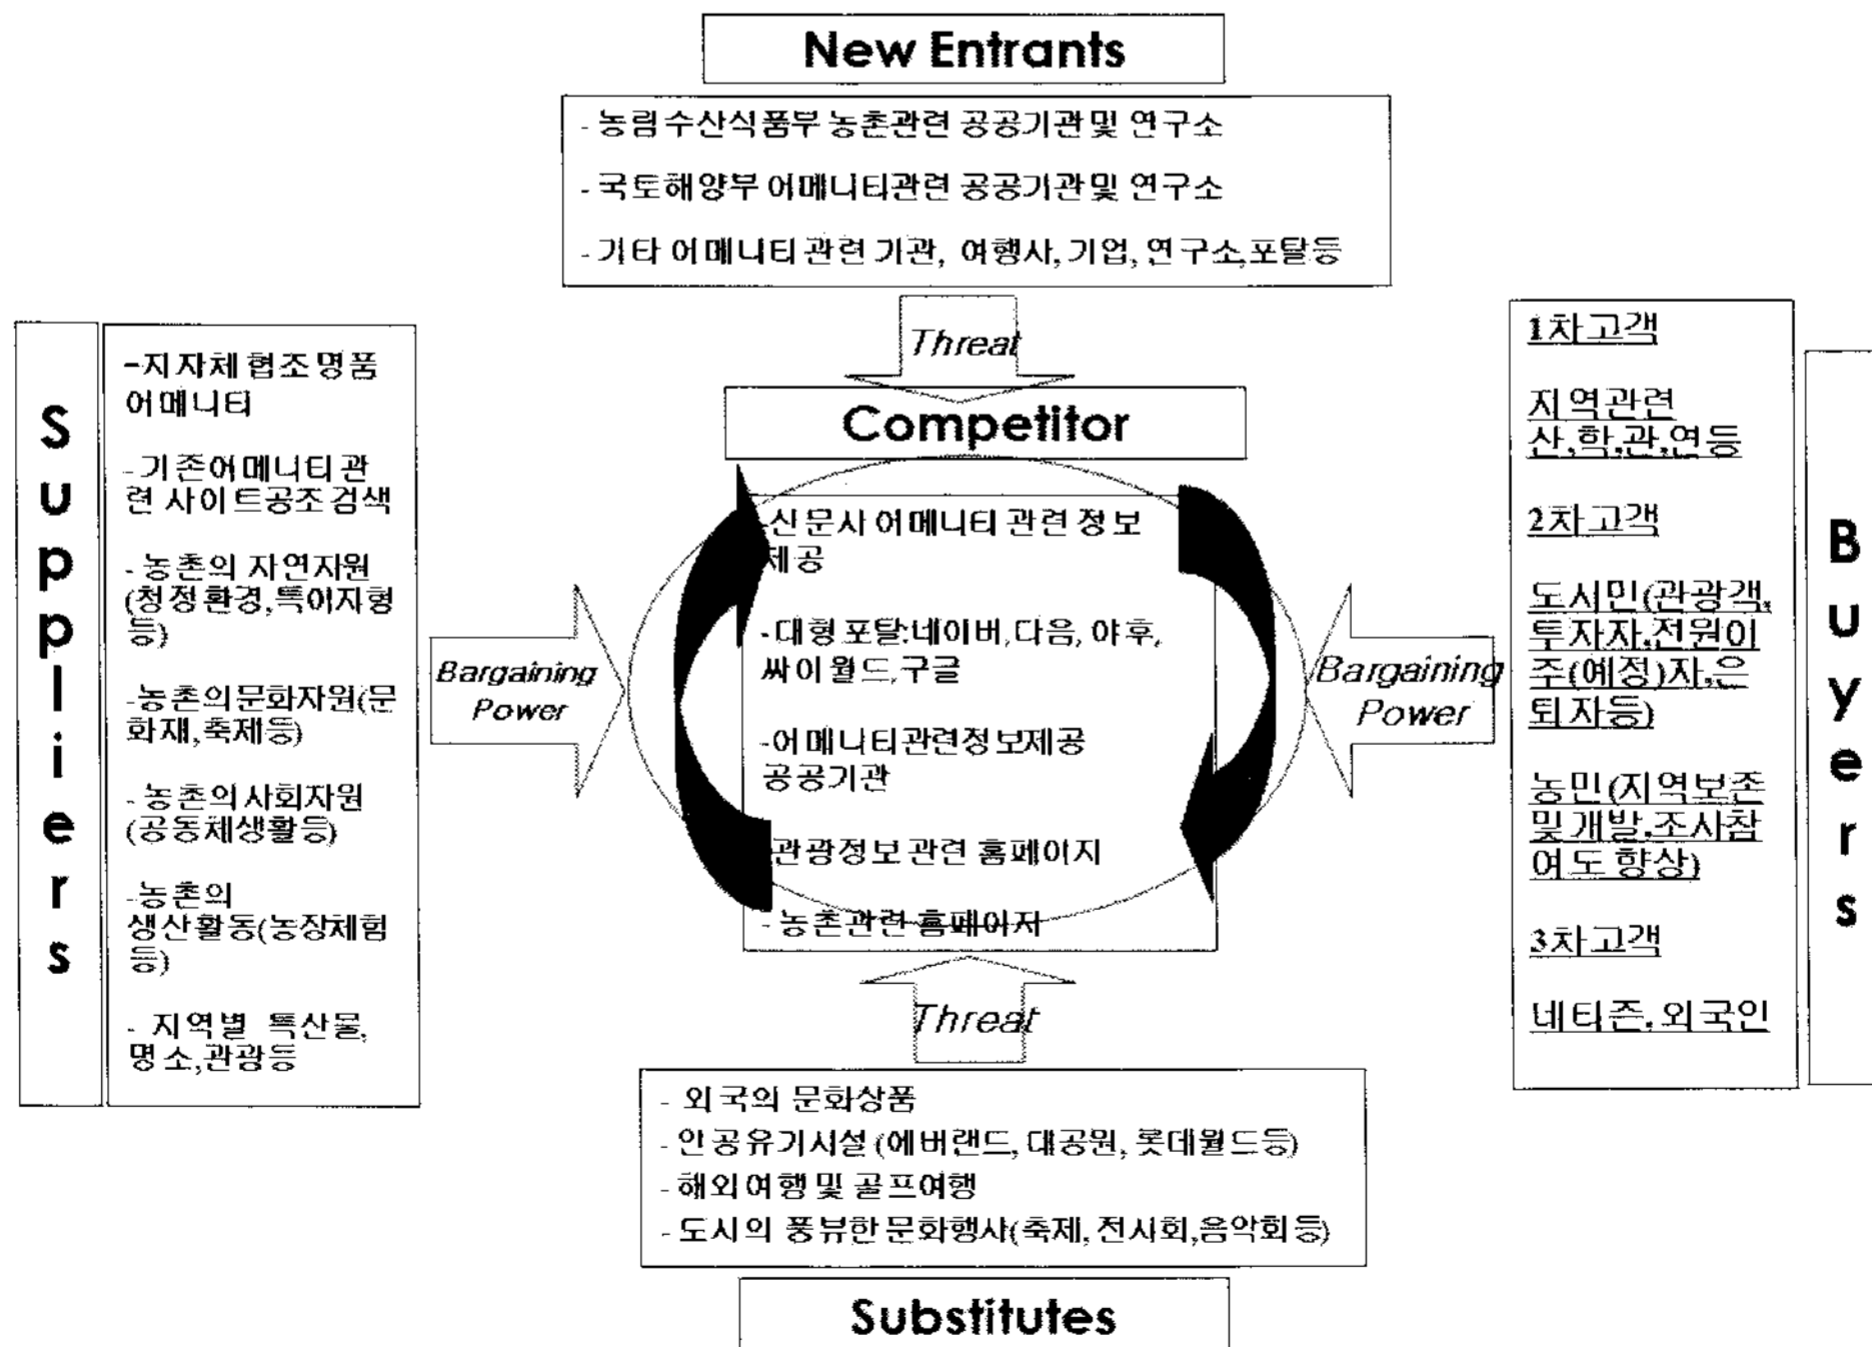 New Entrants
- 농림수산식품부 농촌관련 공공기관및 연구소
- 국토해양부 어메니티관련 공공기관및 연구소
- 기타 어메니티관련 기관, 여행사, 기업, 연구소,포탈등
Threat
Suppliers
-지자체협조명품
어메니티
-기존어메니티관
련 사이트공조검색
- 농촌의 자연자원
(청정환경,특이지형
등)
-농촌의문화자원(문
화재,축제등)
- 농촌의사회자원
(공동체생활등)
-농촌의
생산활동(농장체험
등)
- 지역별 특산물,
명소,관광등
Bargaining
Power
Competitor
-신문사 어메니티 관련 정보
제공
-대형포탈:네이버,다음, 야후,
싸이월드,구글
-어메니티관련정보제공
공공기관
-관광정보관련 홈페이지
- 농촌관련 홈페이지
Bargaining
Power
1차고객
지역관련
산,학,관,연등
2차고객
도시민(관광객,
투자자,전원이
주(예정)자,은
퇴자등)
농민(지역보존
및개발,조사참
여도 향상)
3차고객
네티즌, 외국인
Buyers
Threat
- 외국의 문화상품
- 인공유기시설(에버랜드, 대공원, 롯데월드등)
- 해외여행및 골프여행
- 도시의 풍뷰한문화행사(축제, 전시회,음악회등)
Substitutes